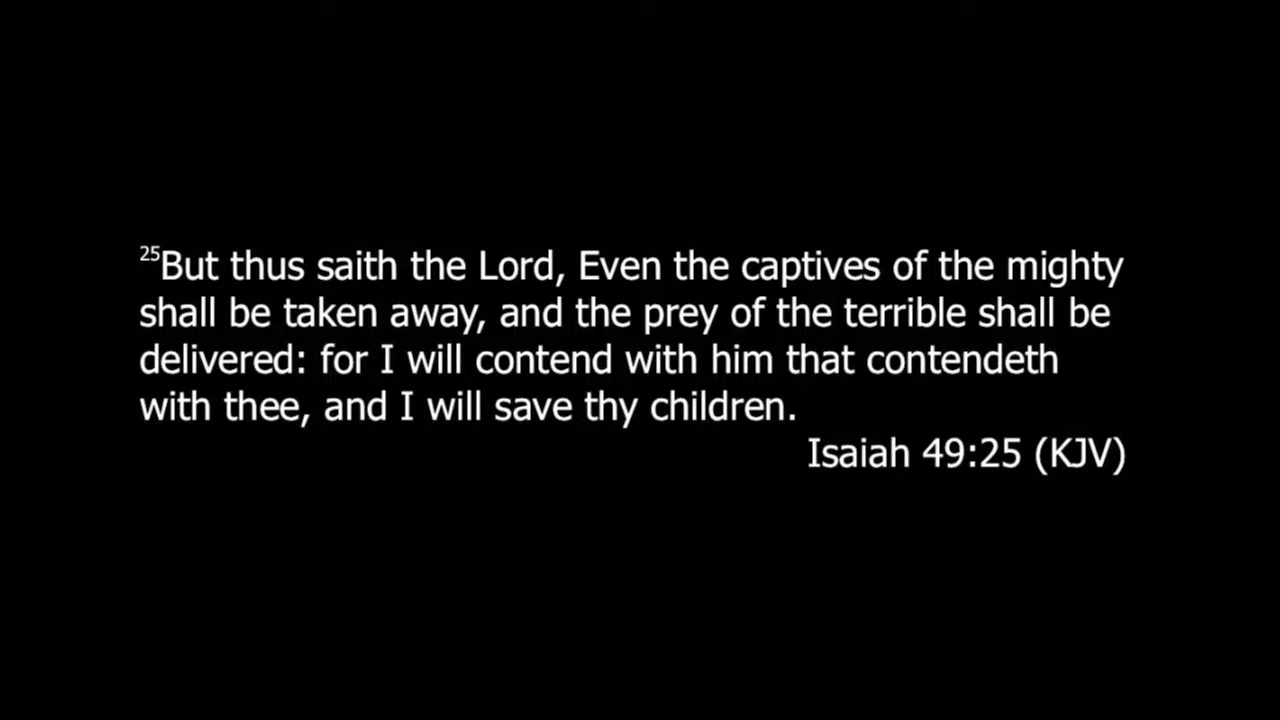 25But thus saith the Lord, Even the captives of the mighty
shall be taken away, and the prey of the terrible shall be
delivered: for I will contend with him that contendeth
with thee, and I will save thy children.
Isaiah 49:25 (KJV)